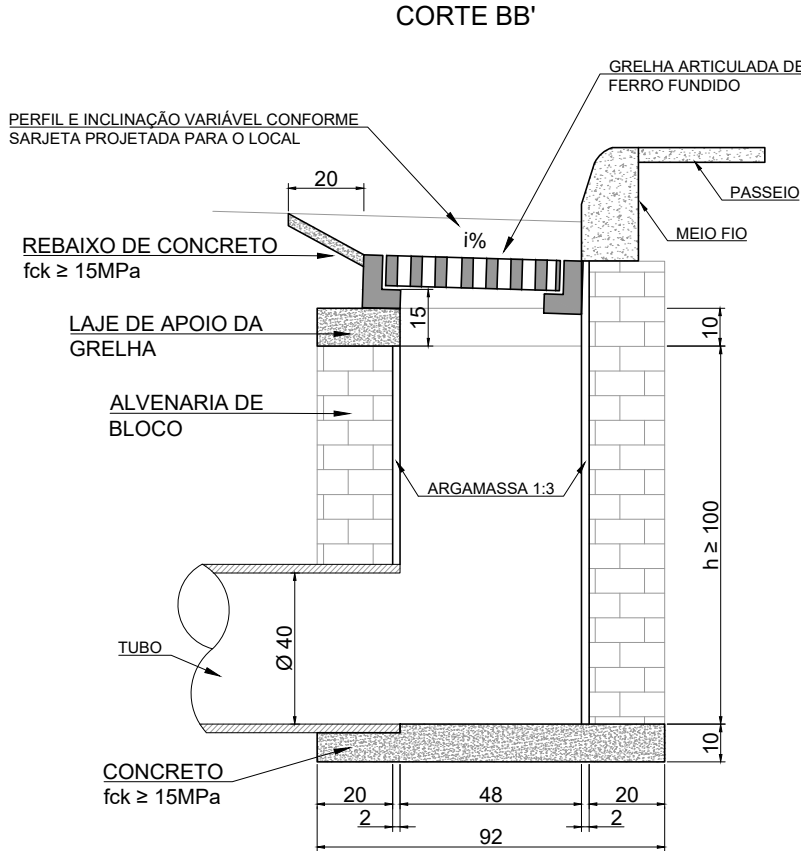 CORTE BB'
GRELHA ARTICULADA DE
FERRO FUNDIDO
PERFIL E INCLINAÇÃO VARIÁVEL CONFORME
SARJETA PROJETADA PARA O LOCAL
20
PASSEIO
MEIO FIO
i%
REBAIXO DE CONCRETO
fck ≥ 15MPa
15
10
LAJE DE APOIO DA
GRELHA
ALVENARIA DE
BLOCO
ARGAMASSA 1:3
h ≥ 100
TUBO
Ø 40
10
CONCRETO
fck ≥ 15MPa
20
48
20
2
2
92